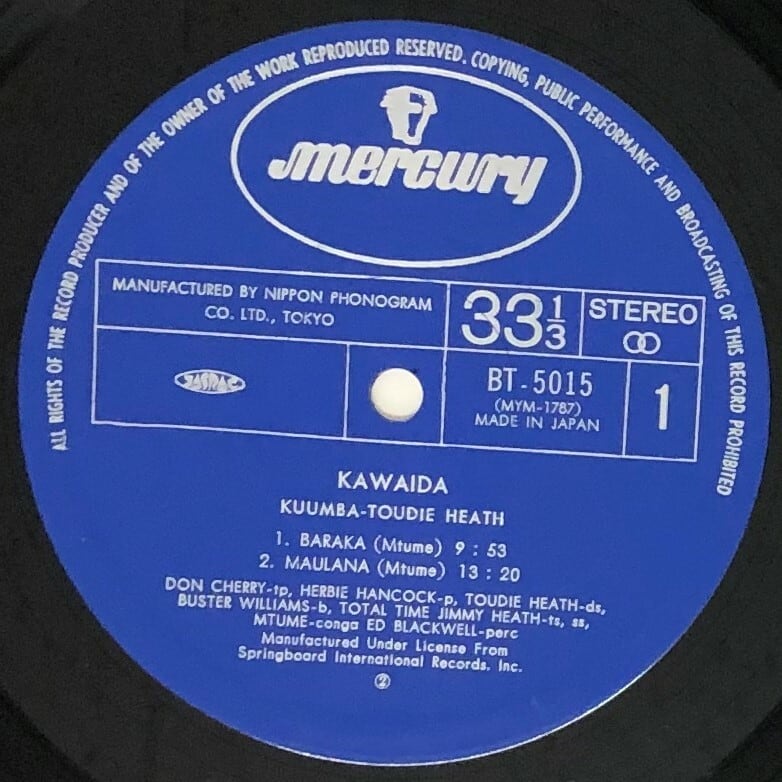 ALL RIGHTS OF THE RECORD PRODUCER AND OF THE OWNER OF THE WORK REPRODUCED RESERVED. COPYING, PUBLIC PERFORMANCE AND BROADCASTING OF THIS RECORD PROHIBITED
mercury
MANUFACTURED BY NIPPON PHONOGRAM
CO. LTD., TOKYO
33 1/3
STEREO
JASRAC
BT-5015
(MYM-1787)
MADE IN JAPAN
1
KAWAIDA
KUUMBA-TOUDIE HEATH
1. BARAKA (Mtume) 9 : 53
2. MAULANA (Mtume) 13 : 20
DON CHERRY-tp, HERBIE HANCOCK-p, TOUDIE HEATH-ds,
BUSTER WILLIAMS-b, TOTAL TIME JIMMY HEATH-ts, ss,
MTUME-conga ED BLACKWELL-perc
Manufactured Under License From
Springboard International Records, Inc.
②